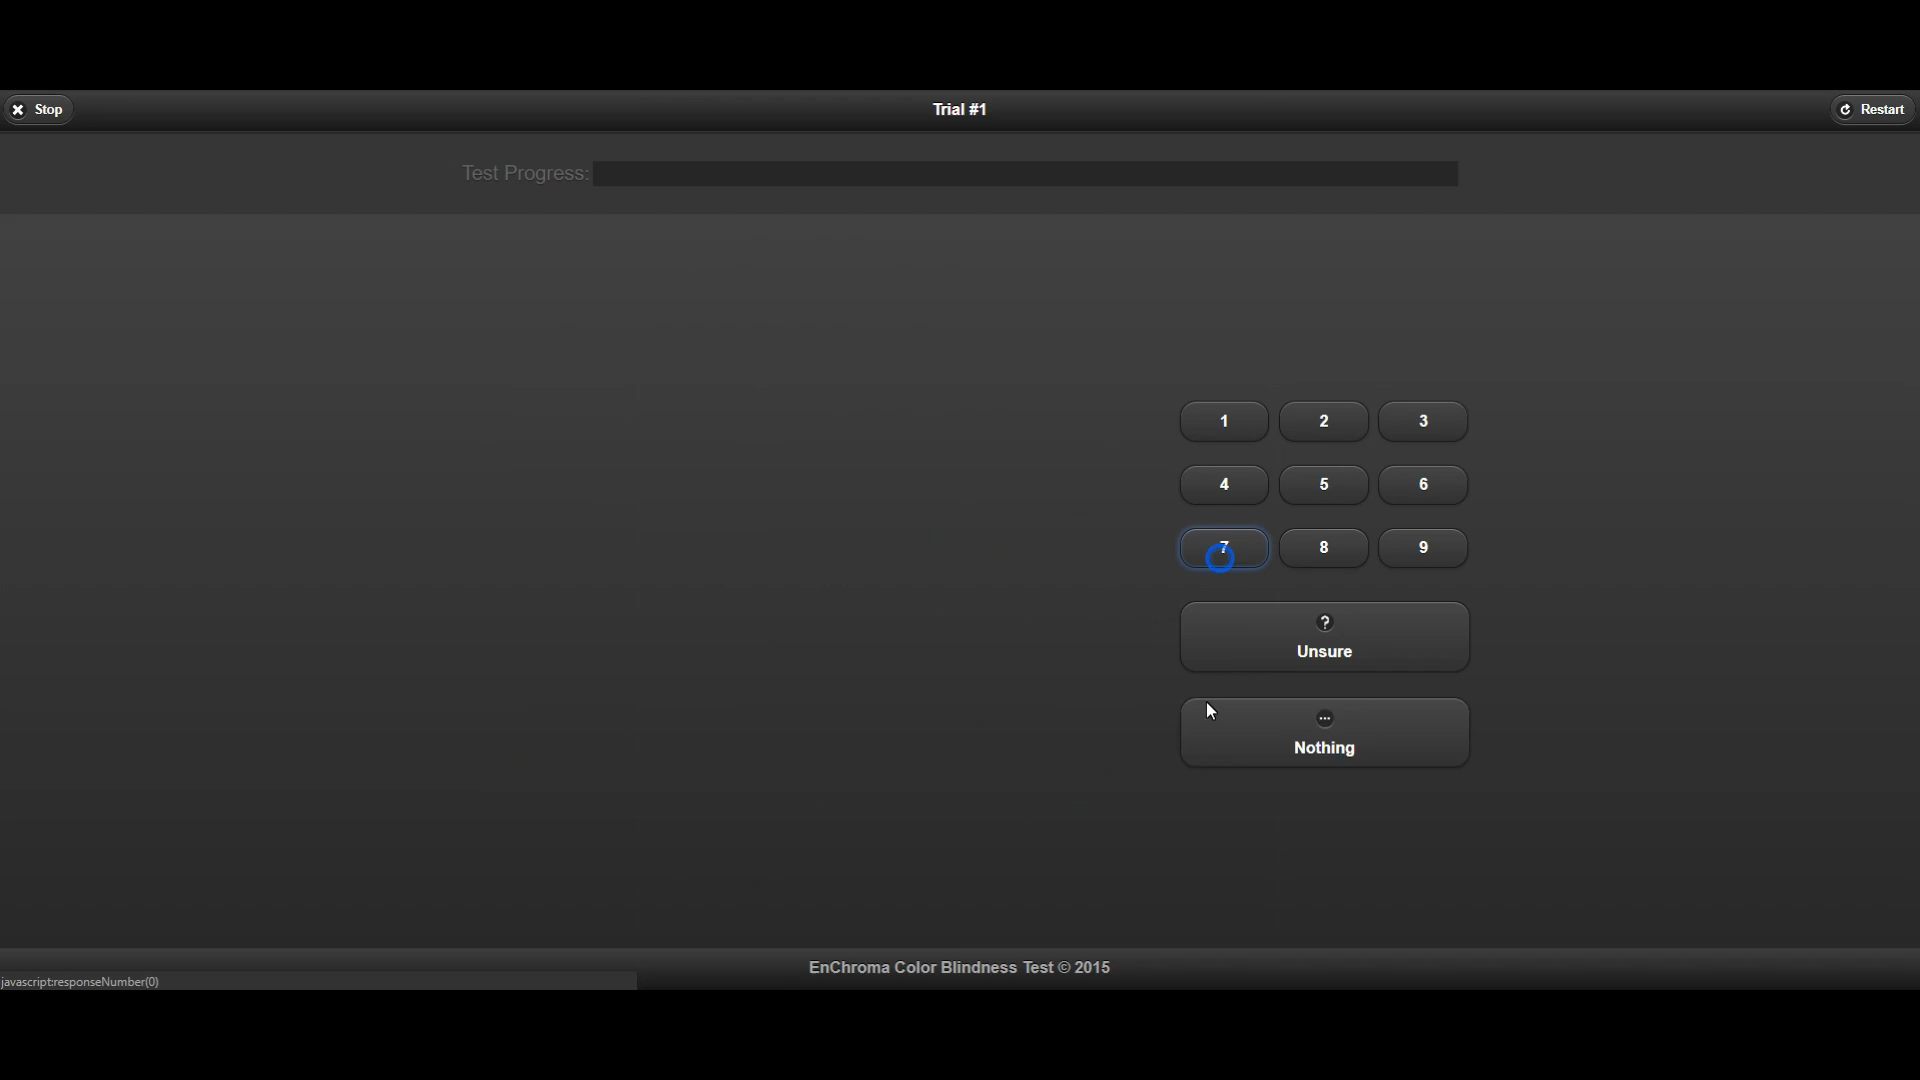 Stop
Trial #1
Restart
Test Progress:
1 2 3
4 5 6
7 8 9
?
Unsure
Nothing
EnChroma Color Blindness Test © 2015
javascript:responseNumber(0)